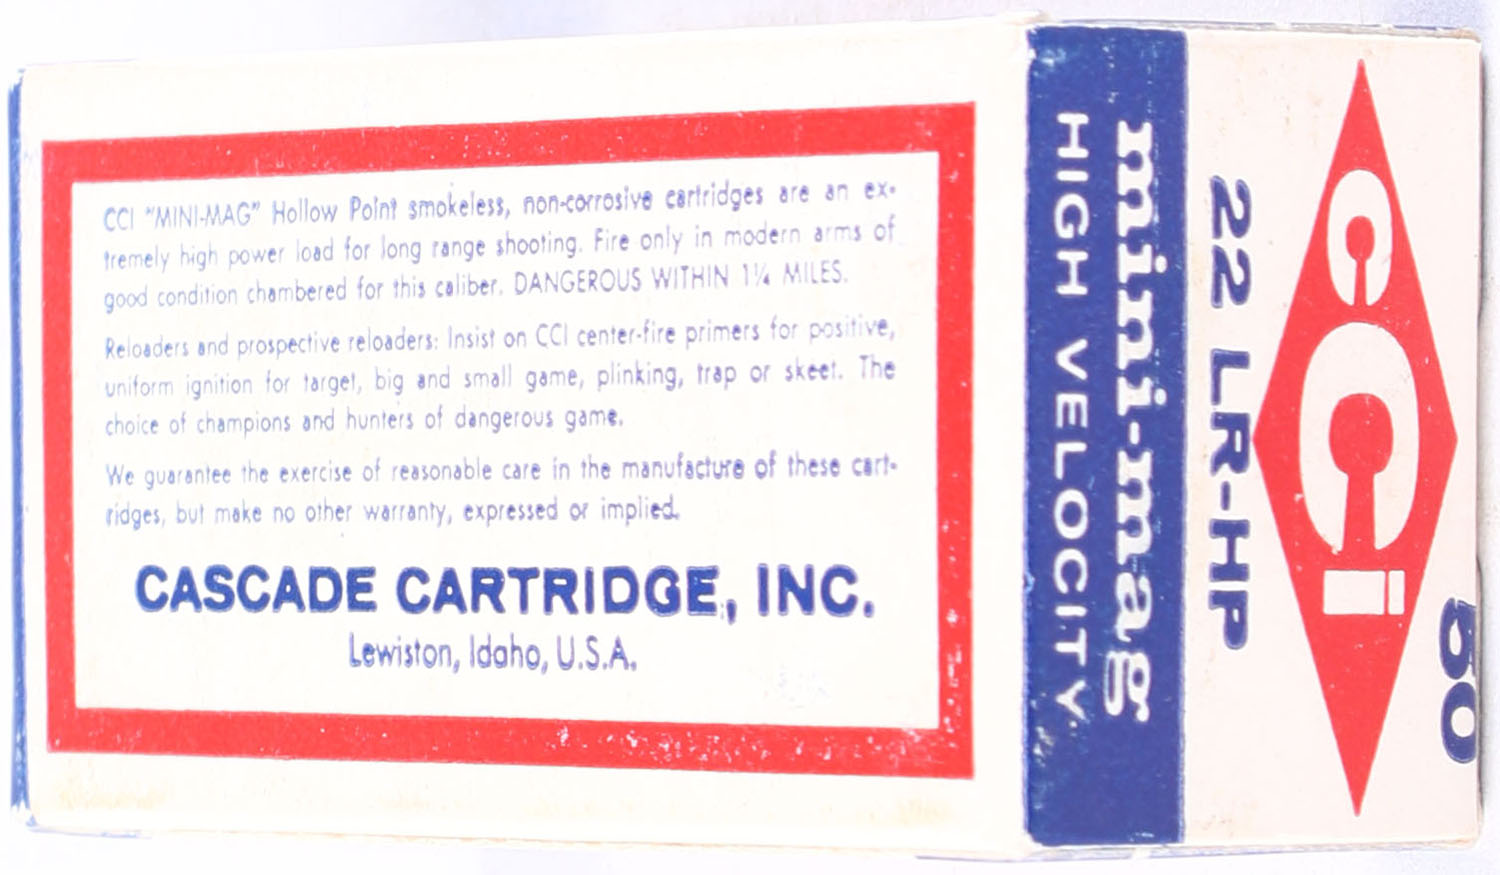 CCI "MINI-MAG" Hollow Point smokeless, non-corrosive cartridges are an ex-
tremely high power load for long range shooting. Fire only in modern arms of
good condition chambered for this caliber. DANGEROUS WITHIN 1¼ MILES.
Reloaders and prospective reloaders: Insist on CCI center-fire primers for positive,
uniform ignition for target, big and small game, plinking, trap or skeet. The
choice of champions and hunters of dangerous game.
We guarantee the exercise of reasonable care in the manufacture of these cart-
ridges, but make no other warranty, expressed or implied.
CASCADE CARTRIDGE, INC.
Lewiston, Idaho, U.S.A.
50
CCI
22 LR-HP
mini-mag
HIGH VELOCITY